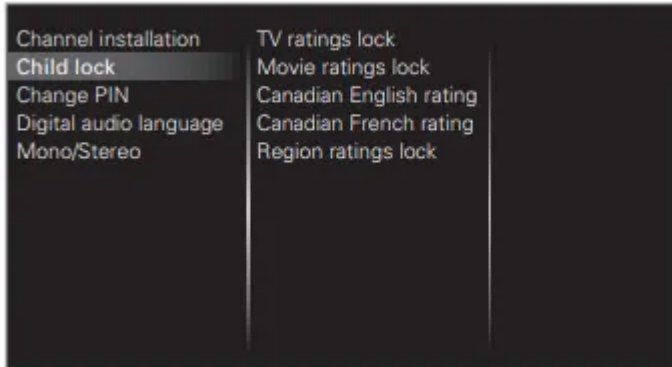 Channel installation
Child lock
Change PIN
Digital audio language
Mono/Stereo
TV ratings lock
Movie ratings lock
Canadian English rating
Canadian French rating
Region ratings lock